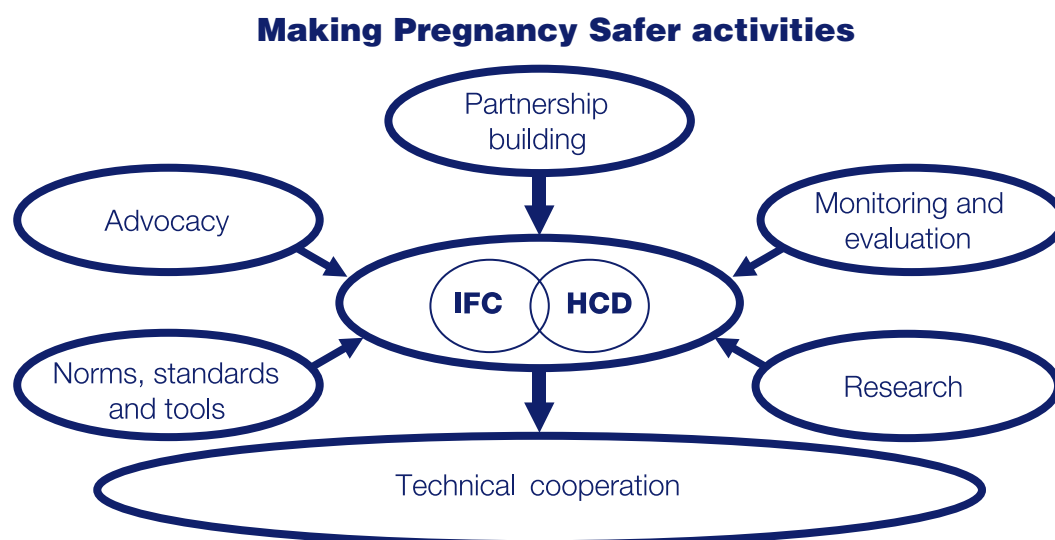 Making Pregnancy Safer activities
Partnership
building
Advocacy
Monitoring and
evaluation
IFC
HCD
Norms, standards
and tools
Research
Technical cooperation